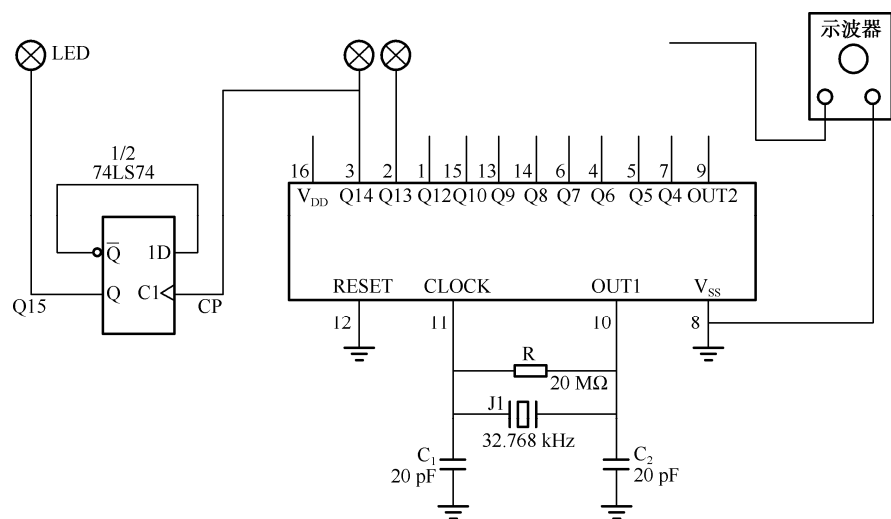 示波器
LED
1/2
74LS74
16
3
2
1
15
13
14
6
4
5
7
9
V_DD
Q14
Q13
Q12
Q10
Q9
Q8
Q7
Q6
Q5
Q4
OUT2
Q̅
1D
Q
C1
Q15
CP
RESET
CLOCK
OUT1
V_SS
12
11
10
8
R
20 MΩ
J1
32.768 kHz
C₁
20 pF
C₂
20 pF